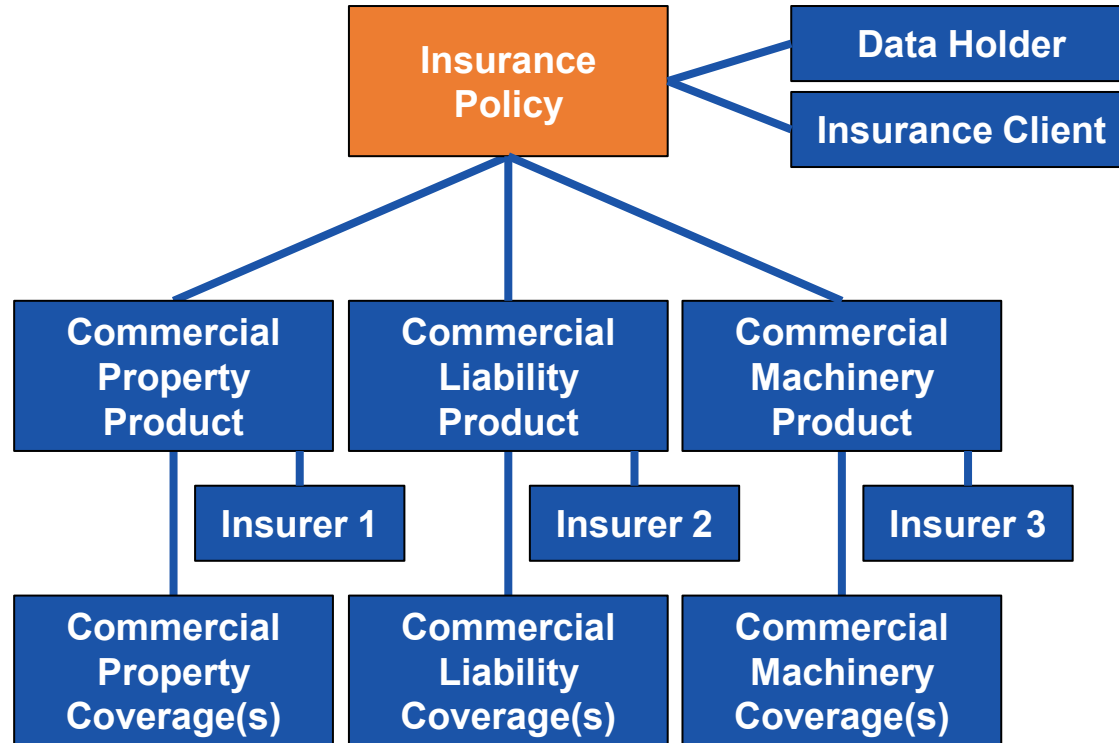 Insurance
Policy
Data Holder
Insurance Client
Commercial
Property
Product
Commercial
Liability
Product
Commercial
Machinery
Product
Insurer 1
Insurer 2
Insurer 3
Commercial
Property
Coverage(s)
Commercial
Liability
Coverage(s)
Commercial
Machinery
Coverage(s)